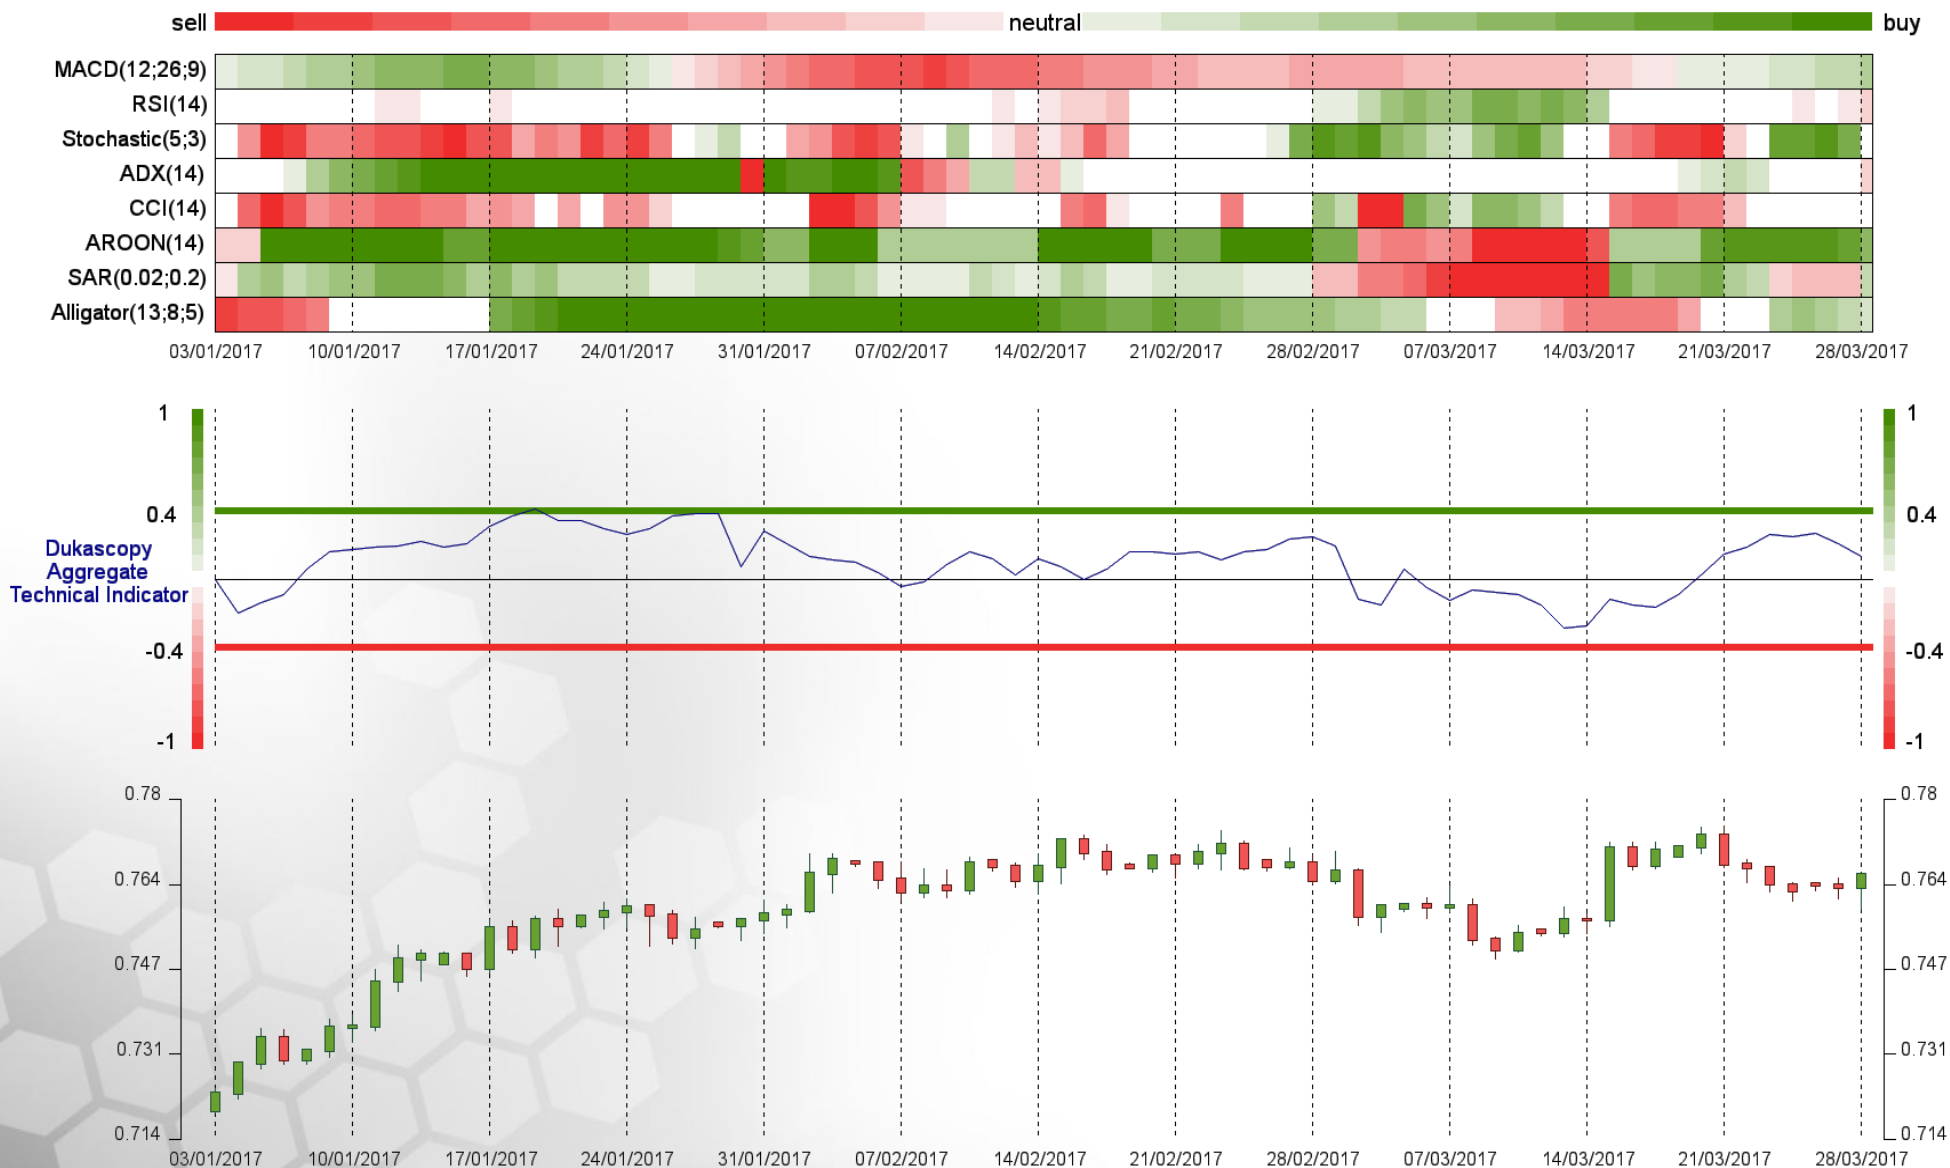 sell neutral buy
MACD(12;26;9)
RSI(14)
Stochastic(5;3)
ADX(14)
CCI(14)
AROON(14)
SAR(0.02;0.2)
Alligator(13;8;5)
03/01/2017 10/01/2017 17/01/2017 24/01/2017 31/01/2017 07/02/2017 14/02/2017 21/02/2017 28/02/2017 07/03/2017 14/03/2017 21/03/2017 28/03/2017
1 1
0.4 0.4
Dukascopy
Aggregate
Technical Indicator
-0.4 -0.4
-1 -1
0.78 0.78
0.764 0.764
0.747 0.747
0.731 0.731
0.714 0.714
03/01/2017 10/01/2017 17/01/2017 24/01/2017 31/01/2017 07/02/2017 14/02/2017 21/02/2017 28/02/2017 07/03/2017 14/03/2017 21/03/2017 28/03/2017